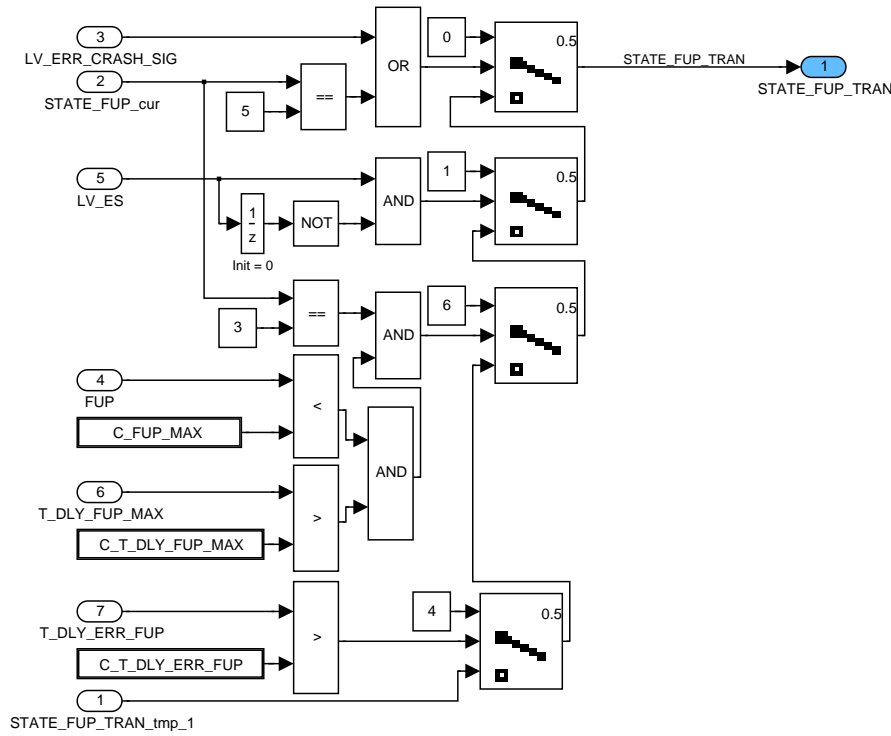 3
LV_ERR_CRASH_SIG
2
STATE_FUP_cur
5
==
OR
0
0.5
STATE_FUP_TRAN
1
STATE_FUP_TRAN
5
LV_ES
1
z
Init = 0
NOT
AND
1
0.5
3
==
AND
6
0.5
4
FUP
C_FUP_MAX
<
AND
6
T_DLY_FUP_MAX
C_T_DLY_FUP_MAX
>
7
T_DLY_ERR_FUP
C_T_DLY_ERR_FUP
>
4
0.5
1
STATE_FUP_TRAN_tmp_1